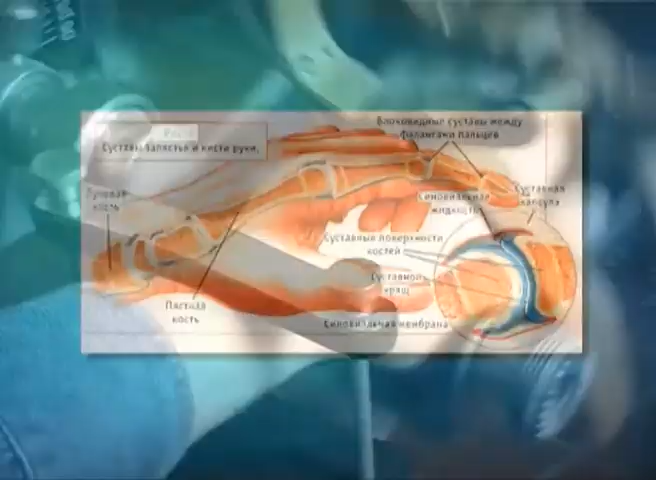 Суставы запястья и кисти руки.
Блоковидные суставы между
фалангами пальцев
Лучевая
кость
Синовиальная
жидкость
Суставная
капсула
Суставные поверхности
костей
Суставной
хрящ
Пястная
кость
Синовиальная мембрана